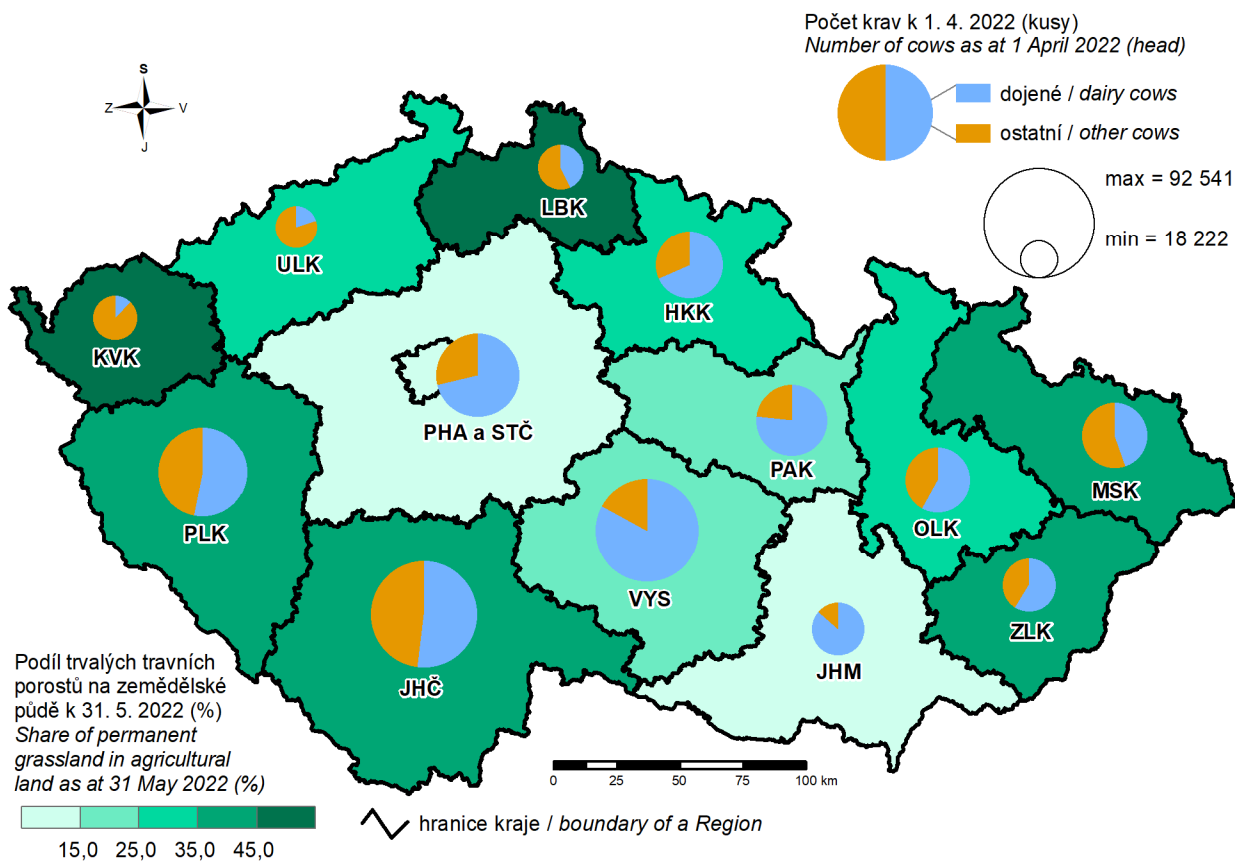 Počet krav k 1. 4. 2022 (kusy)
Number of cows as at 1 April 2022 (head)
dojené / dairy cows
ostatní / other cows
max = 92 541
min = 18 222
S
Z
V
J
LBK
ULK
HKK
KVK
PHA a STČ
PAK
MSK
PLK
OLK
VYS
ZLK
JHM
JHČ
Podíl trvalých travních
porostů na zemědělské
půdě k 31. 5. 2022 (%)
Share of permanent
grassland in agricultural
land as at 31 May 2022 (%)
15,0 25,0 35,0 45,0
0 25 50 75 100 km
hranice kraje / boundary of a Region